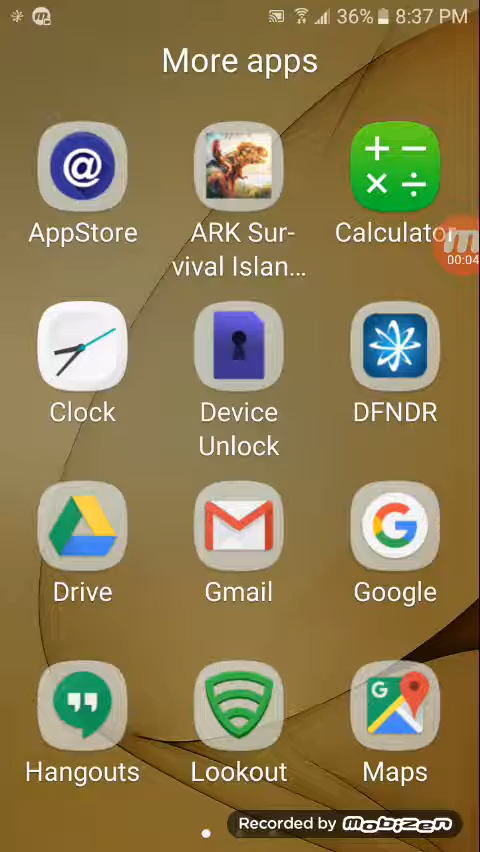 36% 8:37 PM
More apps
@
AppStore
ARK Sur-
vival Islan...
Calculator
00:04
Clock
Device
Unlock
DFNDR
Drive
Gmail
G
Google
Hangouts
Lookout
G
Maps
Recorded by mobizen